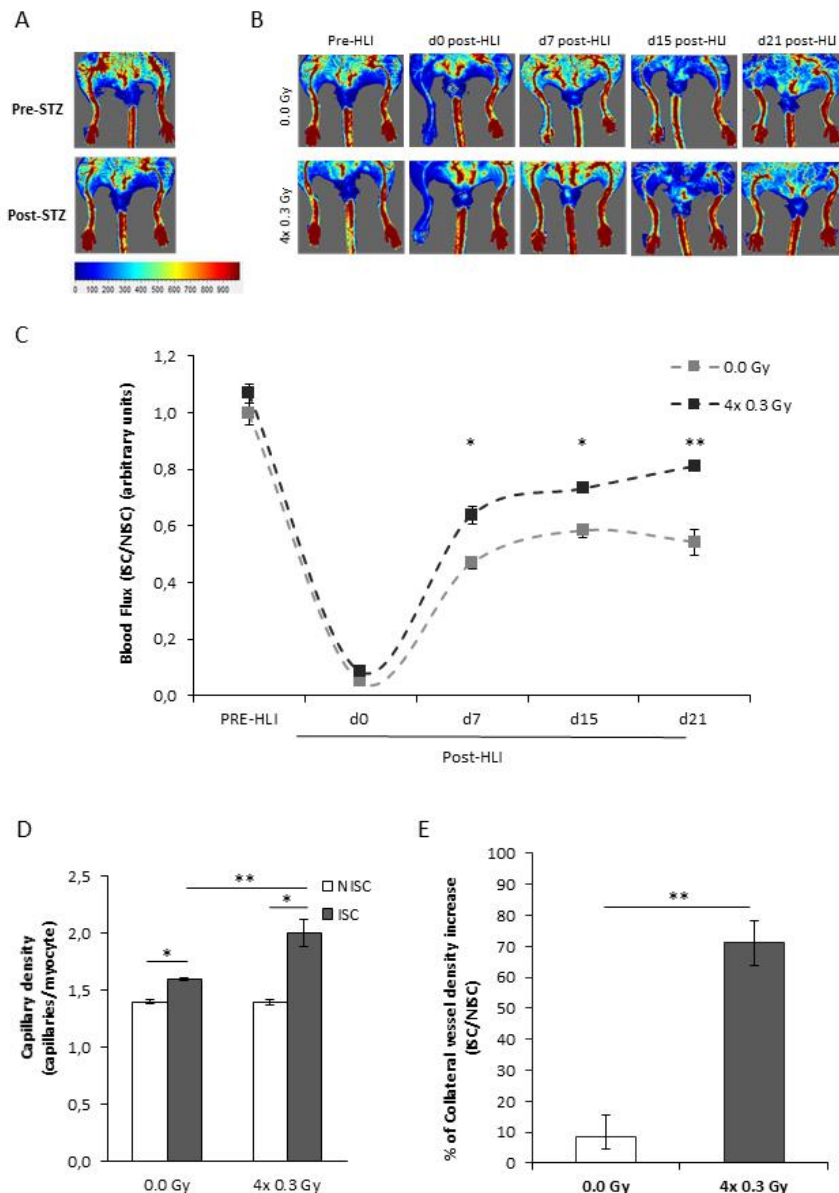 A
Pre-STZ
Post-STZ
0 100 200 300 400 500 600 700 800 900
B
Pre-HLI d0 post-HLI d7 post-HLI d15 post-HLI d21 post-HLI
0.0 Gy
4x 0.3 Gy
C
Blood Flux (ISC/NISC) (arbitrary units)
1,2
1,0
0,8
0,6
0,4
0,2
0,0
0.0 Gy
4x 0.3 Gy
* * **
PRE-HLI d0 d7 d15 d21
Post-HLI
D
Capillary density
(capillaries/myocyte)
2,5
2,0
1,5
1,0
0,5
0,0
**
* *
NISC
ISC
0.0 Gy 4x 0.3 Gy
E
% of Collateral vessel density increase
(ISC/NISC)
100
90
80
70
60
50
40
30
20
10
0
**
0.0 Gy 4x 0.3 Gy